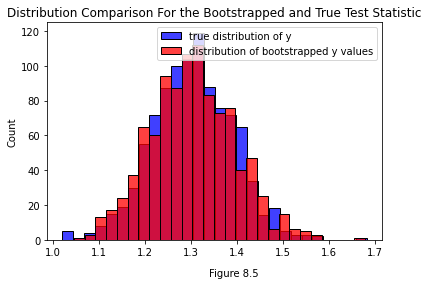 Distribution Comparison For the Bootstrapped and True Test Statistic
true distribution of y
distribution of bootstrapped y values
120
100
80
60
40
20
0
Count
1.0 1.1 1.2 1.3 1.4 1.5 1.6 1.7
Figure 8.5